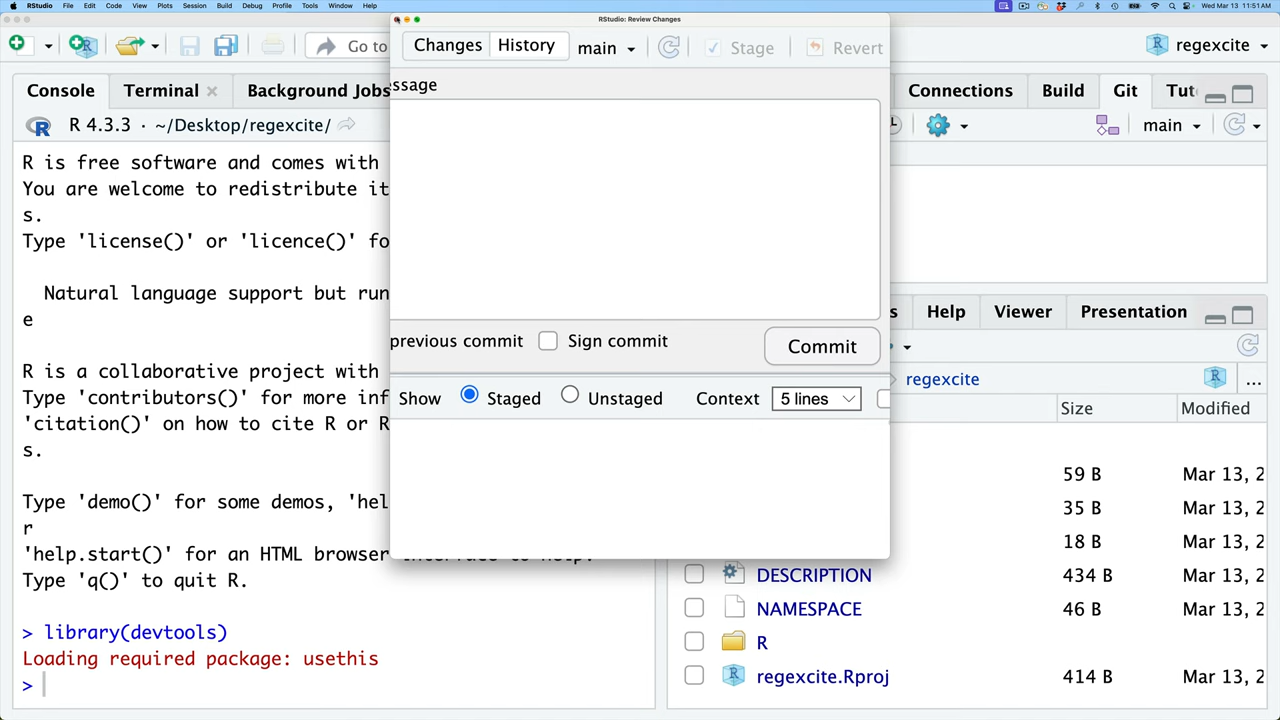 RStudio File Edit Code View Plots Session Build Debug Profile Tools Window Help Wed Mar 13 11:51 AM
RStudio: Review Changes
Go to
Changes History main Stage Revert
regexcite
Console Terminal Background Jobs
Connections Build Git Tut
R 4.3.3 · ~/Desktop/regexcite/
main
R is free software and comes with
You are welcome to redistribute it
s.
Type 'license()' or 'licence()' fo
Natural language support but run
e
R is a collaborative project with
Type 'contributors()' for more inf
'citation()' on how to cite R or R
s.
Type 'demo()' for some demos, 'hel
r
'help.start()' for an HTML browser interface to help.
Type 'q()' to quit R.
> library(devtools)
Loading required package: usethis
>
ssage
previous commit Sign commit Commit
Show Staged Unstaged Context 5 lines
s Help Viewer Presentation
regexcite ...
Size Modified
59 B Mar 13, 2
35 B Mar 13, 2
18 B Mar 13, 2
DESCRIPTION 434 B Mar 13, 2
NAMESPACE 46 B Mar 13, 2
R
regexcite.Rproj 414 B Mar 13, 2